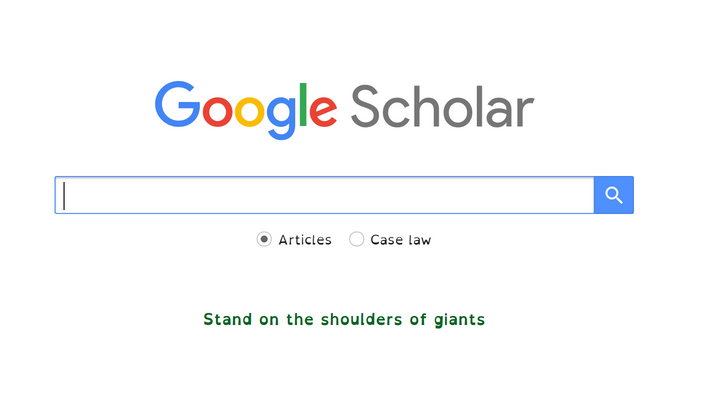 Google Scholar
Articles Case law
Stand on the shoulders of giants